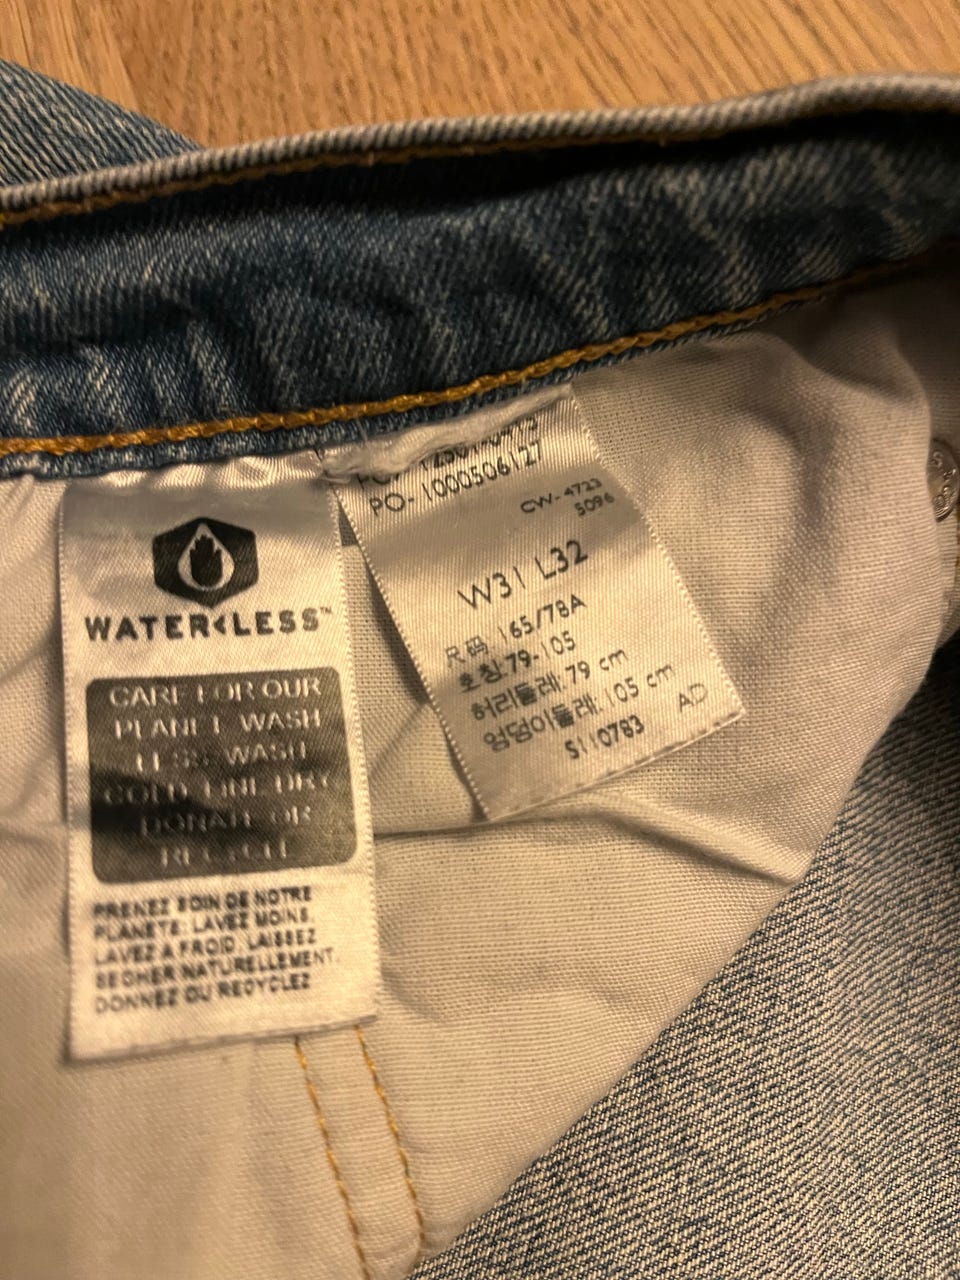 WATER<LESS™
CARE FOR OUR
PLANET WASH
LESS WASH
COLD LINE DRY
DONATE OR
RECYCLE
PRENEZ SOIN DE NOTRE
PLANETE: LAVEZ MOINS,
LAVEZ A FROID, LAISSEZ
SECHER NATURELLEMENT.
DONNEZ OU RECYCLEZ
PO- 1000506127
CW-4723
5096
W31 L32
尺码 165/78A
호칭:79-105
허리둘레:79 cm
엉덩이둘레:105 cm
S110783
AD